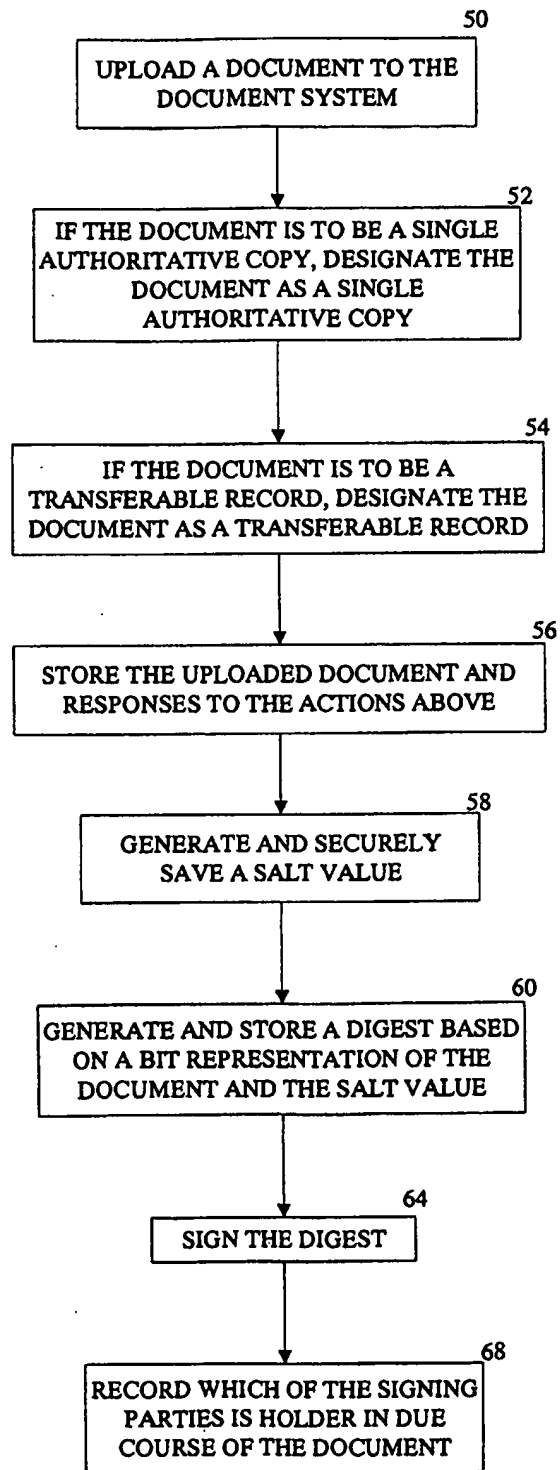 50
UPLOAD A DOCUMENT TO THE
DOCUMENT SYSTEM
52
IF THE DOCUMENT IS TO BE A SINGLE
AUTHORITATIVE COPY, DESIGNATE THE
DOCUMENT AS A SINGLE
AUTHORITATIVE COPY
54
IF THE DOCUMENT IS TO BE A
TRANSFERABLE RECORD, DESIGNATE THE
DOCUMENT AS A TRANSFERABLE RECORD
56
STORE THE UPLOADED DOCUMENT AND
RESPONSES TO THE ACTIONS ABOVE
58
GENERATE AND SECURELY
SAVE A SALT VALUE
60
GENERATE AND STORE A DIGEST BASED
ON A BIT REPRESENTATION OF THE
DOCUMENT AND THE SALT VALUE
64
SIGN THE DIGEST
68
RECORD WHICH OF THE SIGNING
PARTIES IS HOLDER IN DUE
COURSE OF THE DOCUMENT